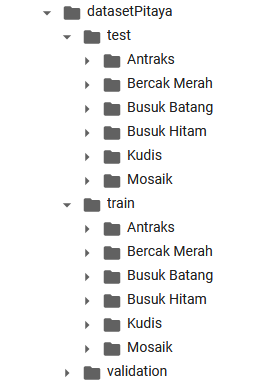 datasetPitaya
test
Antraks
Bercak Merah
Busuk Batang
Busuk Hitam
Kudis
Mosaik
train
Antraks
Bercak Merah
Busuk Batang
Busuk Hitam
Kudis
Mosaik
validation